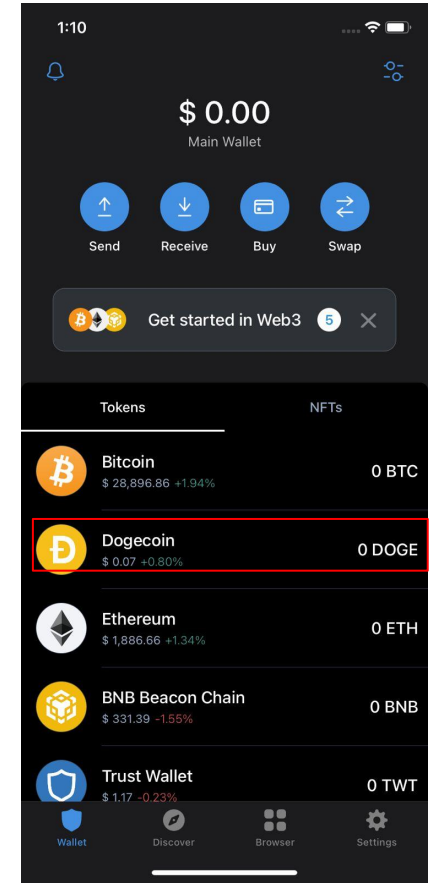 1:10
$ 0.00
Main Wallet
Send Receive Buy Swap
Get started in Web3 5
Tokens NFTs
Bitcoin
0 BTC
$ 28,896.86 +1.94%
Dogecoin
0 DOGE
$ 0.07 +0.80%
Ethereum
0 ETH
$ 1,886.66 +1.34%
BNB Beacon Chain
0 BNB
$ 331.39 -1.55%
Trust Wallet
0 TWT
$ 1.17 -0.23%
Wallet Discover Browser Settings